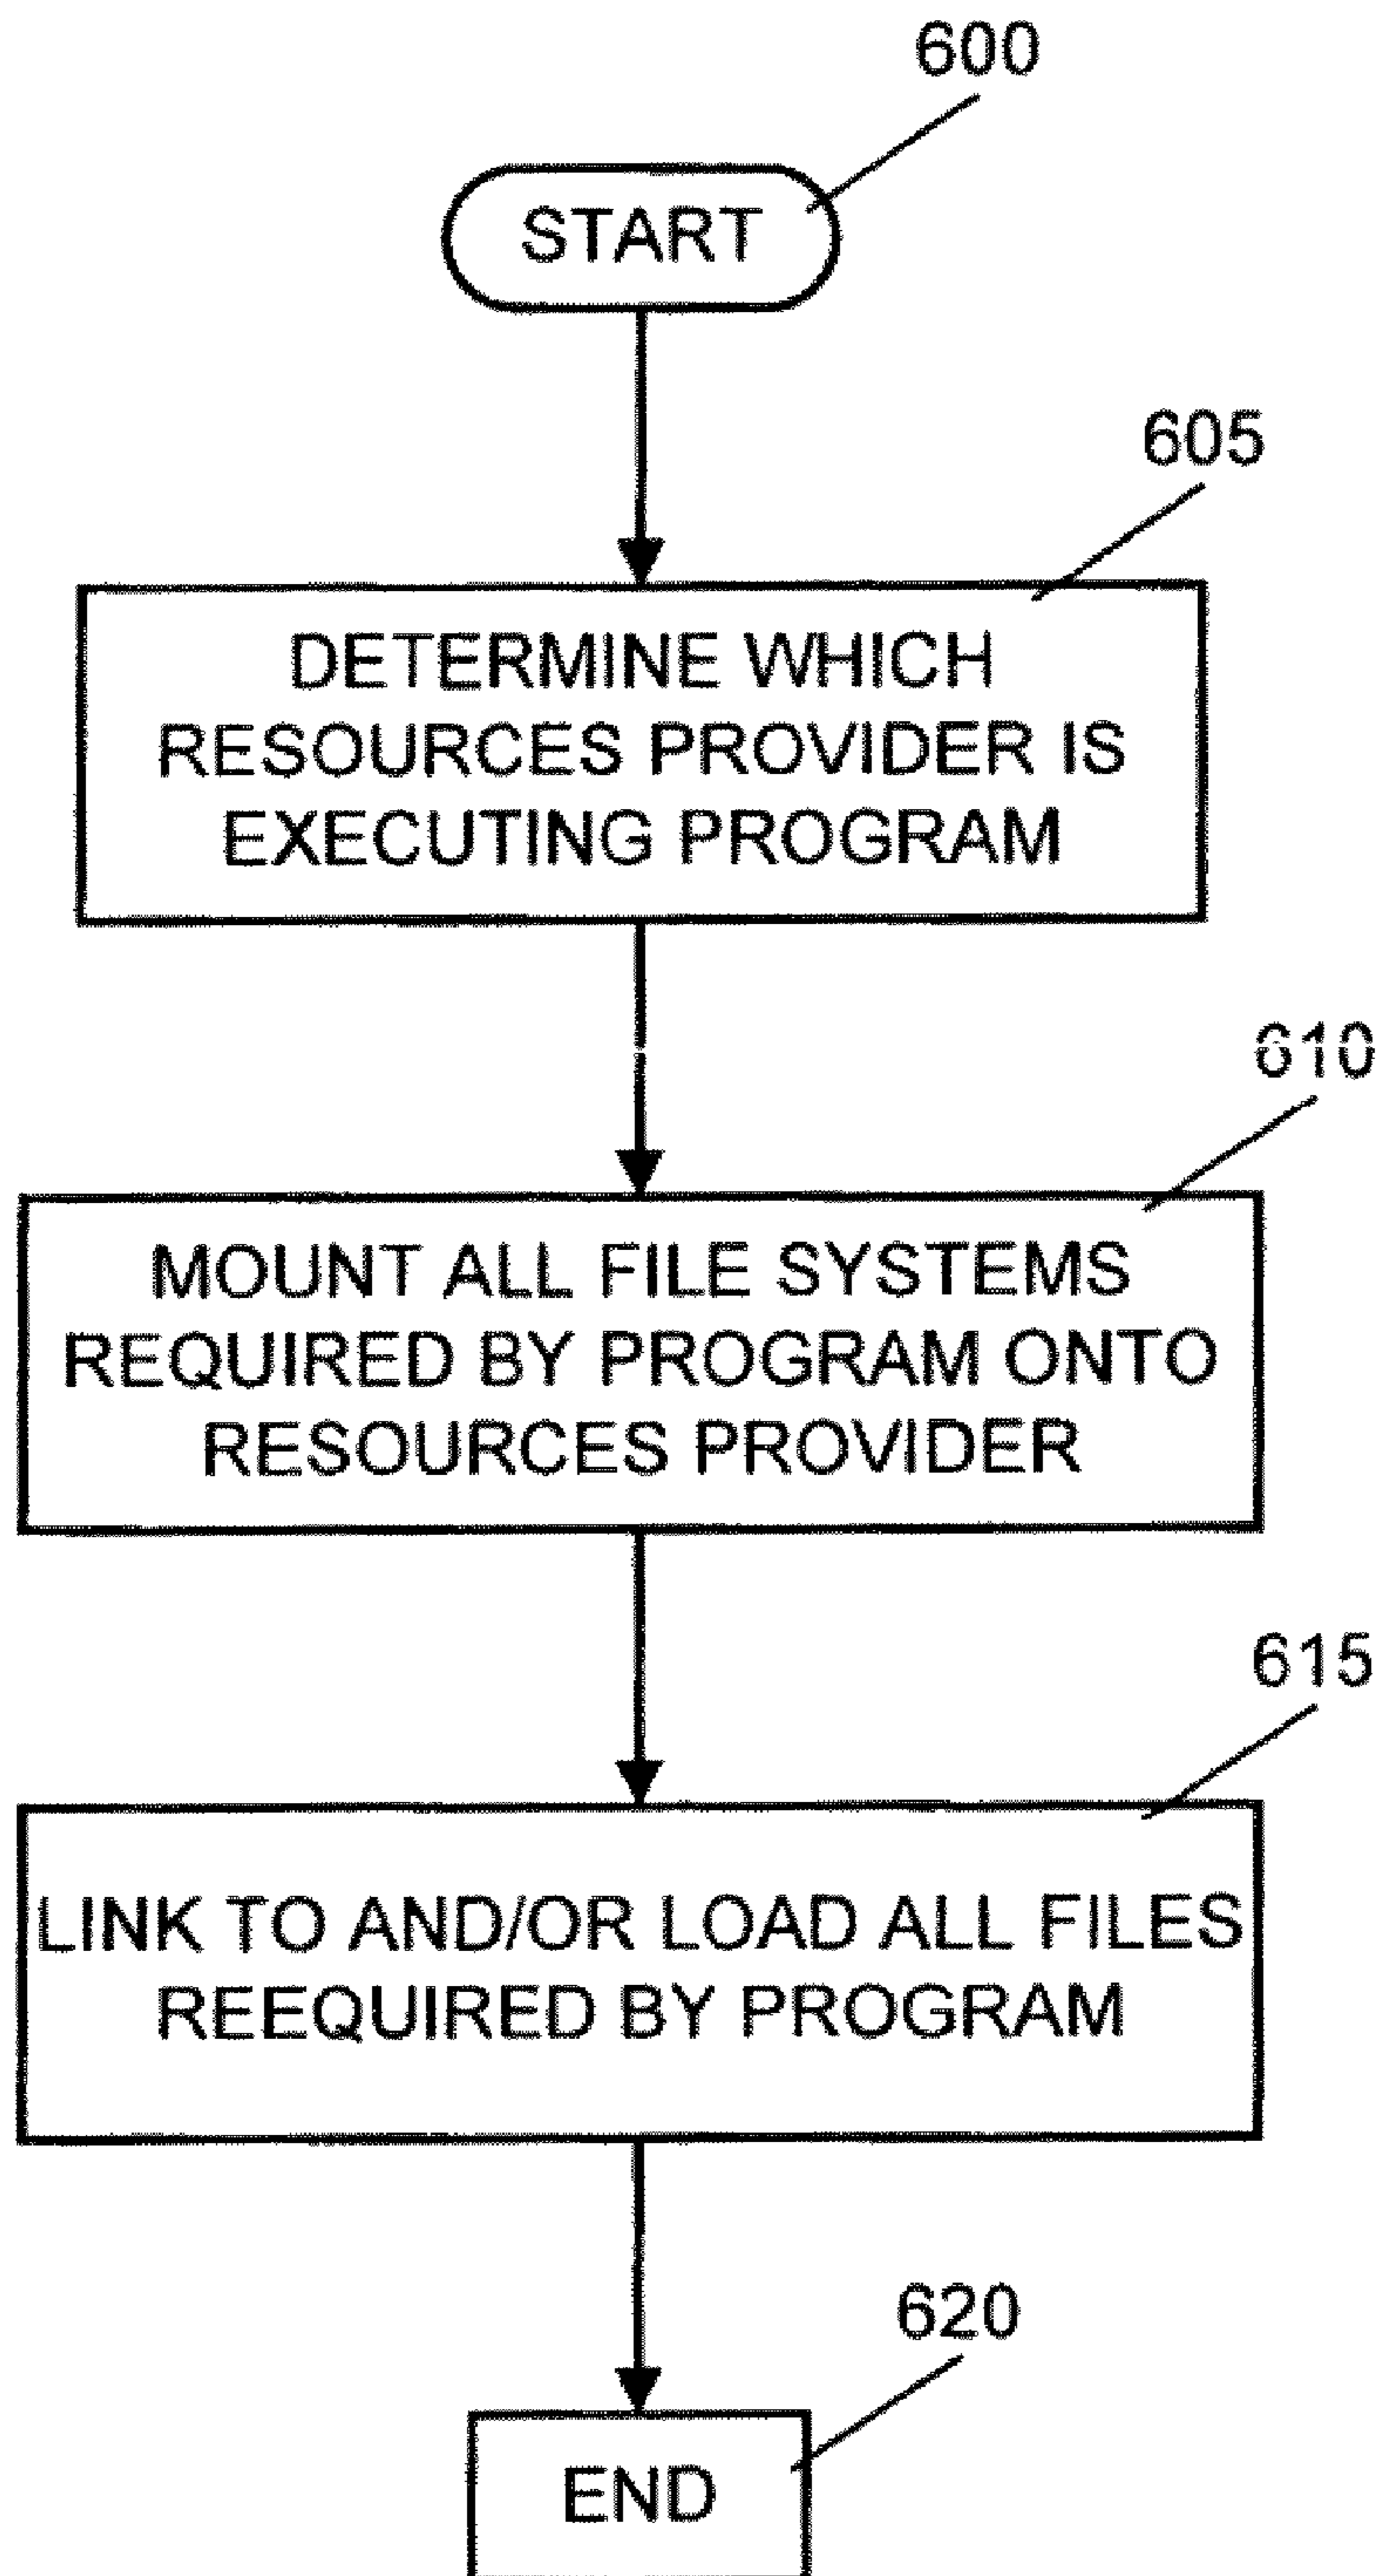 600
START
605
DETERMINE WHICH
RESOURCES PROVIDER IS
EXECUTING PROGRAM
610
MOUNT ALL FILE SYSTEMS
REQUIRED BY PROGRAM ONTO
RESOURCES PROVIDER
615
LINK TO AND/OR LOAD ALL FILES
REEQUIRED BY PROGRAM
620
END